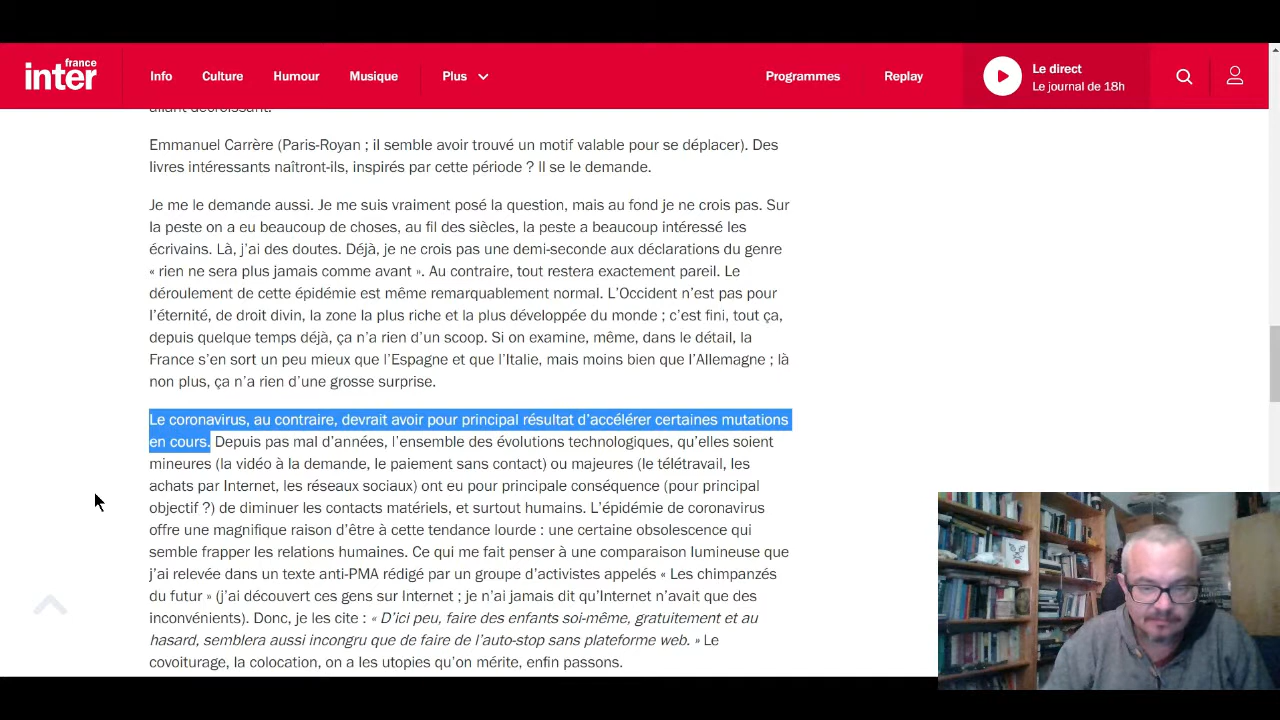 france
inter
Info
Culture
Humour
Musique
Plus
Programmes
Replay
Le direct
Le journal de 18h
allant décroissant.
Emmanuel Carrère (Paris-Royan ; il semble avoir trouvé un motif valable pour se déplacer). Des
livres intéressants naîtront-ils, inspirés par cette période ? Il se le demande.
Je me le demande aussi. Je me suis vraiment posé la question, mais au fond je ne crois pas. Sur
la peste on a eu beaucoup de choses, au fil des siècles, la peste a beaucoup intéressé les
écrivains. Là, j’ai des doutes. Déjà, je ne crois pas une demi-seconde aux déclarations du genre
« rien ne sera plus jamais comme avant ». Au contraire, tout restera exactement pareil. Le
déroulement de cette épidémie est même remarquablement normal. L’Occident n’est pas pour
l’éternité, de droit divin, la zone la plus riche et la plus développée du monde ; c’est fini, tout ça,
depuis quelque temps déjà, ça n’a rien d’un scoop. Si on examine, même, dans le détail, la
France s’en sort un peu mieux que l’Espagne et que l’Italie, mais moins bien que l’Allemagne ; là
non plus, ça n’a rien d’une grosse surprise.
Le coronavirus, au contraire, devrait avoir pour principal résultat d’accélérer certaines mutations
en cours. Depuis pas mal d’années, l’ensemble des évolutions technologiques, qu’elles soient
mineures (la vidéo à la demande, le paiement sans contact) ou majeures (le télétravail, les
achats par Internet, les réseaux sociaux) ont eu pour principale conséquence (pour principal
objectif ?) de diminuer les contacts matériels, et surtout humains. L’épidémie de coronavirus
offre une magnifique raison d’être à cette tendance lourde : une certaine obsolescence qui
semble frapper les relations humaines. Ce qui me fait penser à une comparaison lumineuse que
j’ai relevée dans un texte anti-PMA rédigé par un groupe d’activistes appelés « Les chimpanzés
du futur » (j’ai découvert ces gens sur Internet ; je n’ai jamais dit qu’Internet n’avait que des
inconvénients). Donc, je les cite : « D’ici peu, faire des enfants soi-même, gratuitement et au
hasard, semblera aussi incongru que de faire de l’auto-stop sans plateforme web. » Le
covoiturage, la colocation, on a les utopies qu’on mérite, enfin passons.